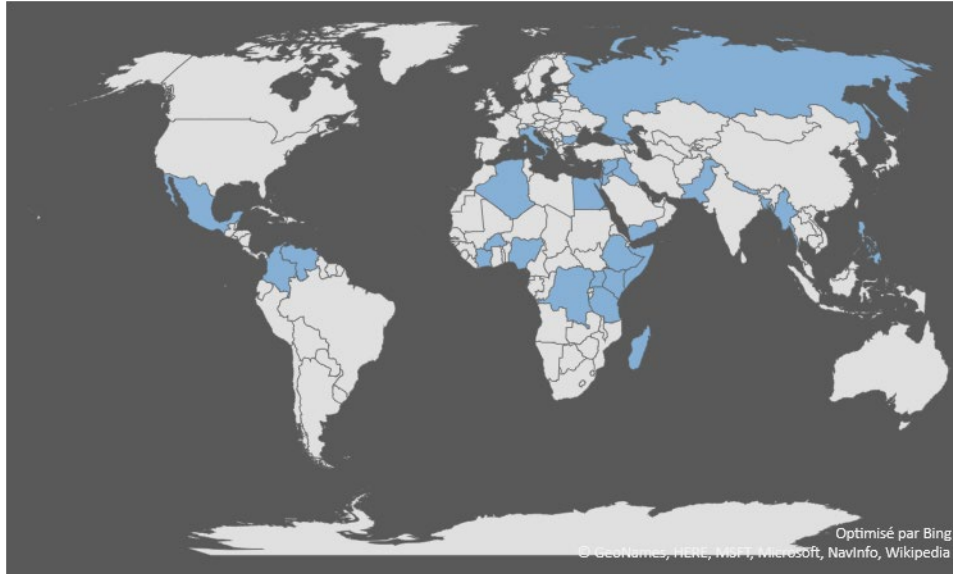 Optimisé par Bing
© GeoNames, HERE, MSFT, Microsoft, NavInfo, Wikipedia